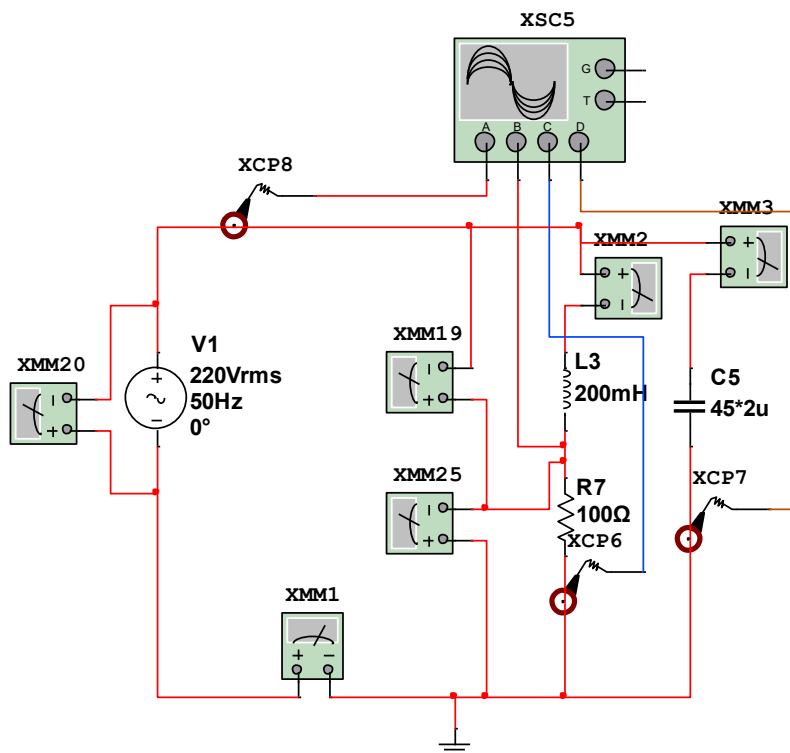 XSC5
G
T
A
B
C
D
XCP8
XMM3
XMM2
XMM19
V1
220Vrms
50Hz
0°
XMM20
L3
200mH
C5
45*2u
XMM25
R7
100Ω
XCP7
XCP6
XMM1